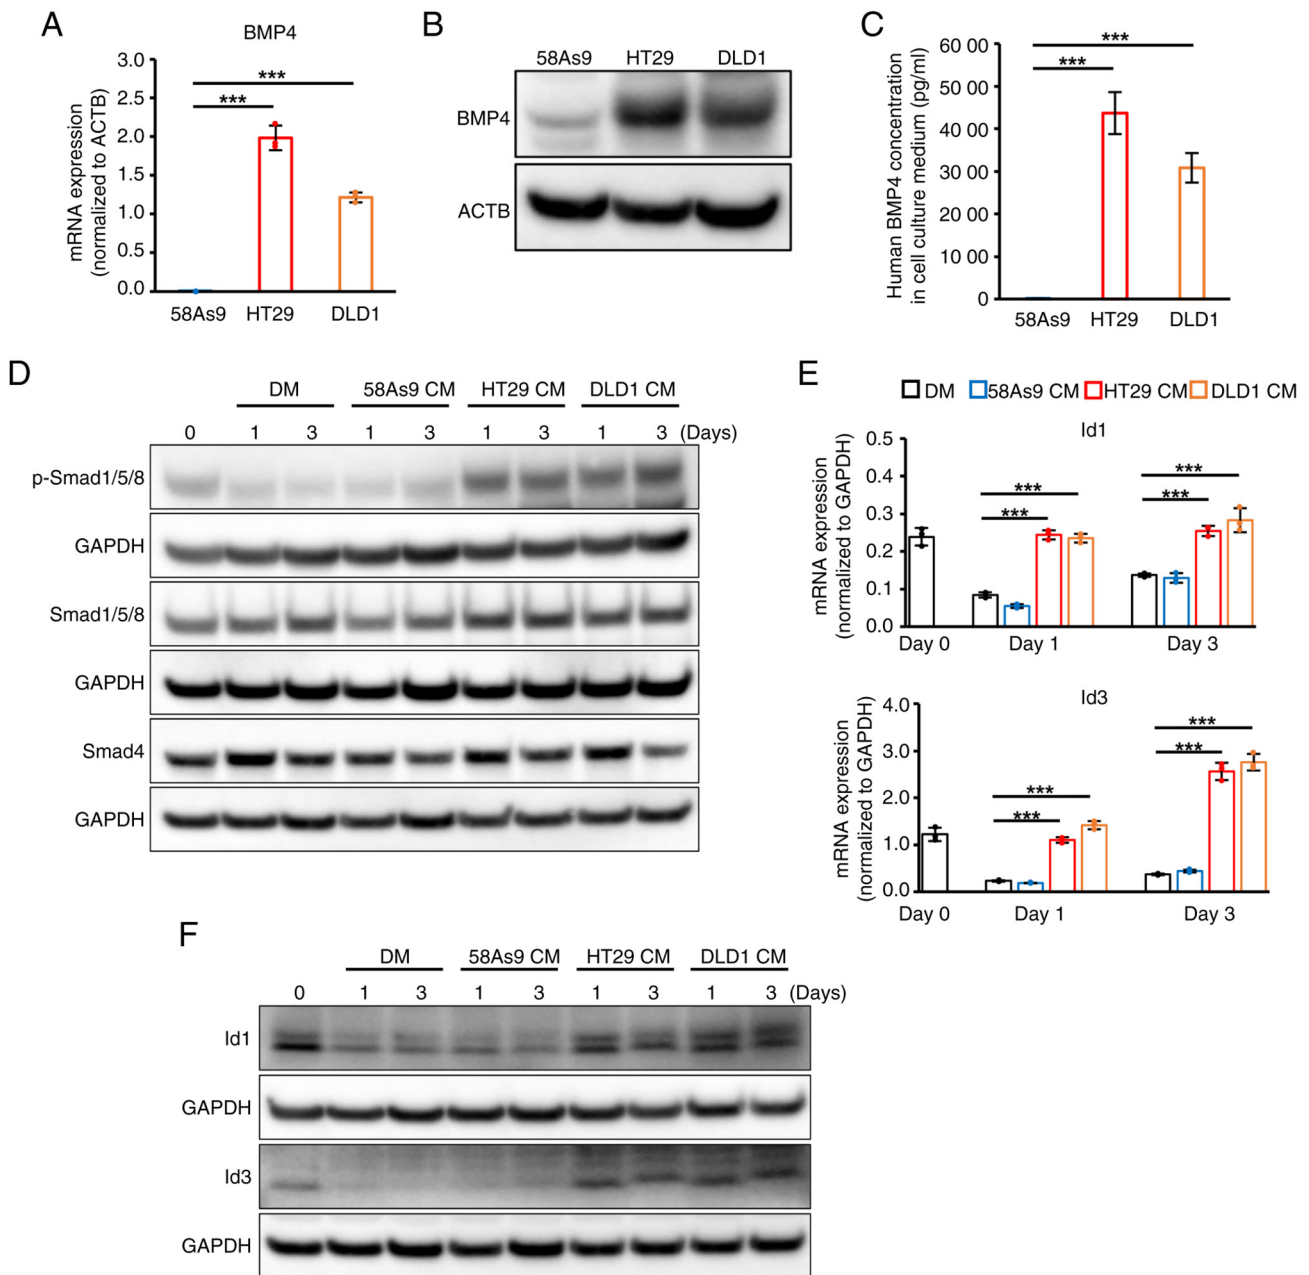 A
BMP4
mRNA expression
(normalized to ACTB)
3.0
2.5
2.0
1.5
1.0
0.5
0.0
***
***
58As9 HT29 DLD1
B
58As9 HT29 DLD1
BMP4
ACTB
C
Human BMP4 concentration
in cell culture medium (pg/ml)
60 00
50 00
40 00
30 00
20 00
10 00
0
***
***
58As9 HT29 DLD1
D
DM 58As9 CM HT29 CM DLD1 CM
0 1 3 1 3 1 3 1 3 (Days)
p-Smad1/5/8
GAPDH
Smad1/5/8
GAPDH
Smad4
GAPDH
E
DM 58As9 CM HT29 CM DLD1 CM
Id1
mRNA expression
(normalized to GAPDH)
0.5
0.4
0.3
0.2
0.1
0.0
***
***
***
***
Day 0 Day 1 Day 3
Id3
mRNA expression
(normalized to GAPDH)
4.0
3.0
2.0
1.0
0.0
***
***
***
***
Day 0 Day 1 Day 3
F
DM 58As9 CM HT29 CM DLD1 CM
0 1 3 1 3 1 3 1 3 (Days)
Id1
GAPDH
Id3
GAPDH